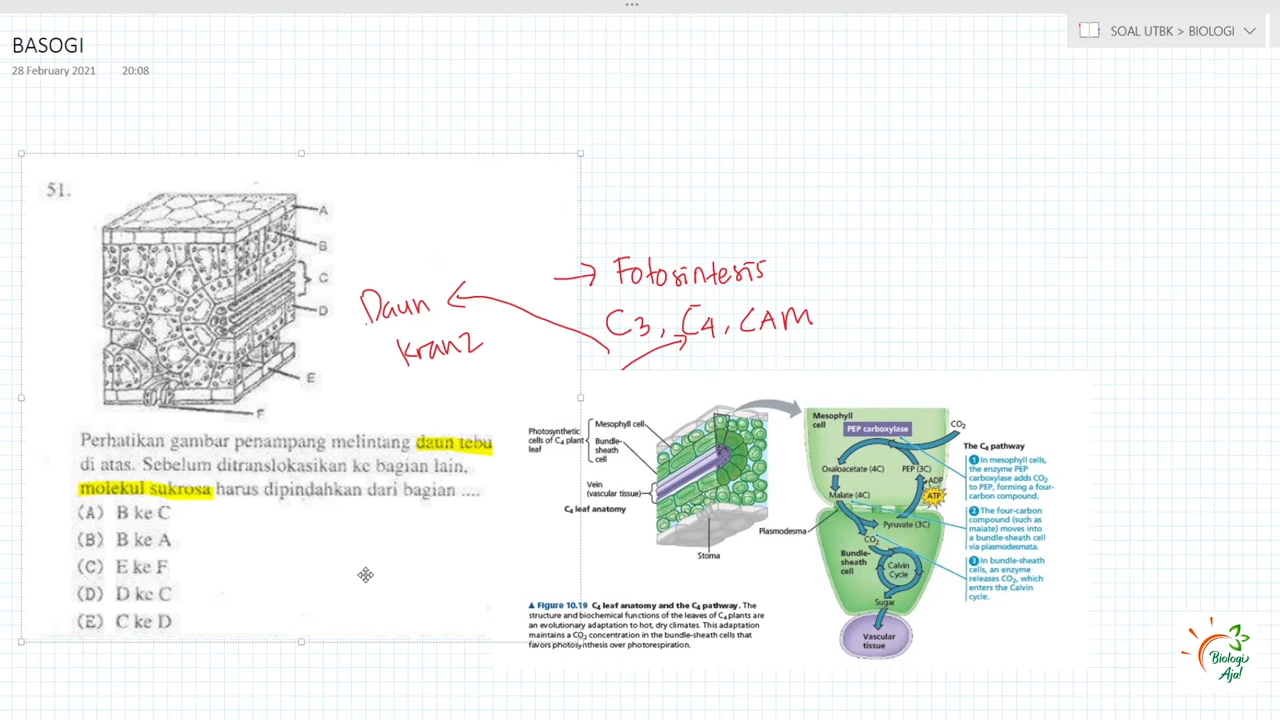 SOAL UTBK > BIOLOGI
BASOGI
28 February 2021 20:08
51.
A
B
C
D
E
F
Perhatikan gambar penampang melintang daun tebu
di atas. Sebelum ditranslokasikan ke bagian lain,
molekul sukrosa harus dipindahkan dari bagian ....
(A) B ke C
(B) B ke A
(C) E ke F
(D) D ke C
(E) C ke D
Daun
kranz
→ Fotosintesis
C3, C4, CAM
Photosynthetic
cells of C4 plant
leaf
Mesophyll cell
Bundle-
sheath
cell
Vein
(vascular tissue)
C4 leaf anatomy
Stoma
Mesophyll
cell
PEP carboxylase
CO2
Oxaloacetate (4C)
PEP (3C)
ADP
Malate (4C)
ATP
Plasmodesma
Pyruvate (3C)
CO2
Bundle-
sheath
cell
Calvin
Cycle
Sugar
Vascular
tissue
The C4 pathway
1 In mesophyll cells,
the enzyme PEP
carboxylase adds CO2
to PEP, forming a four-
carbon compound.
2 The four-carbon
compound (such as
malate) moves into
a bundle-sheath cell
via plasmodesmata.
3 In bundle-sheath
cells, an enzyme
releases CO2, which
enters the Calvin
cycle.
▲ Figure 10.19 C4 leaf anatomy and the C4 pathway. The
structure and biochemical functions of the leaves of C4 plants are
an evolutionary adaptation to hot, dry climates. This adaptation
maintains a CO2 concentration in the bundle-sheath cells that
favors photosynthesis over photorespiration.
Biologi
Aja!